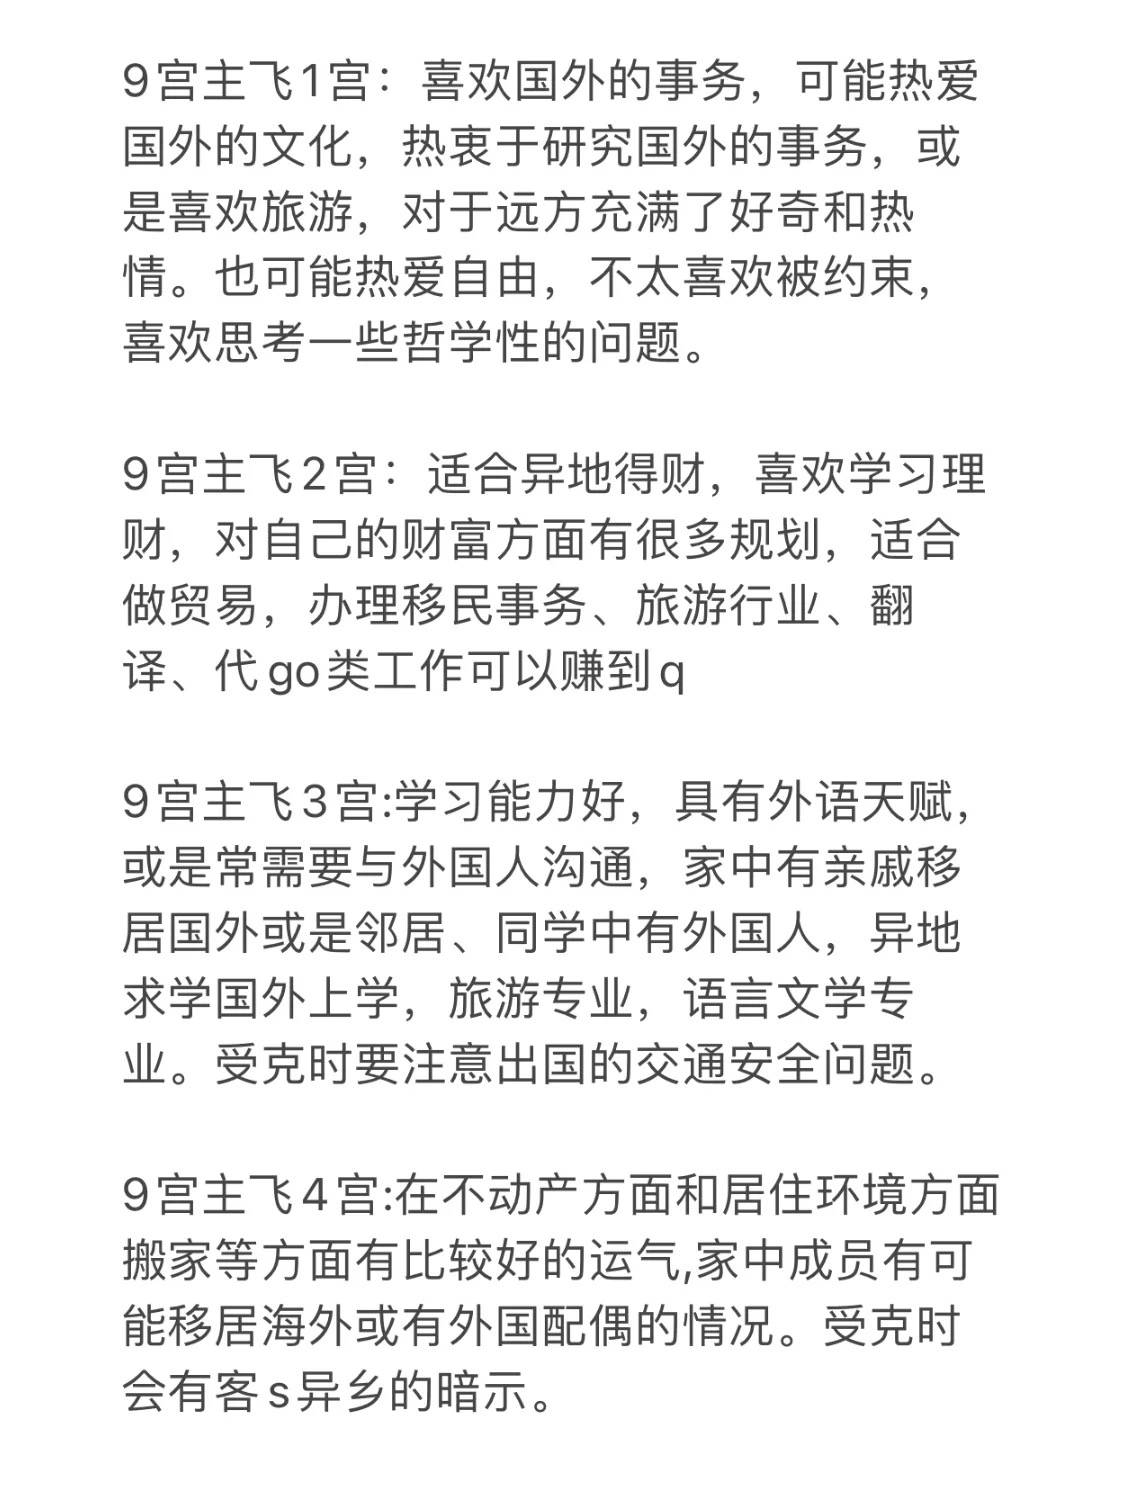 9宫主飞1宫：喜欢国外的事务，可能热爱
国外的文化，热衷于研究国外的事务，或
是喜欢旅游，对于远方充满了好奇和热
情。也可能热爱自由，不太喜欢被约束，
喜欢思考一些哲学性的问题。
9宫主飞2宫：适合异地得财，喜欢学习理
财，对自己的财富方面有很多规划，适合
做贸易，办理移民事务、旅游行业、翻
译、代go类工作可以赚到q
9宫主飞3宫:学习能力好，具有外语天赋，
或是常需要与外国人沟通，家中有亲戚移
居国外或是邻居、同学中有外国人，异地
求学国外上学，旅游专业，语言文学专
业。受克时要注意出国的交通安全问题。
9宫主飞4宫:在不动产方面和居住环境方面
搬家等方面有比较好的运气,家中成员有可
能移居海外或有外国配偶的情况。受克时
会有客s异乡的暗示。